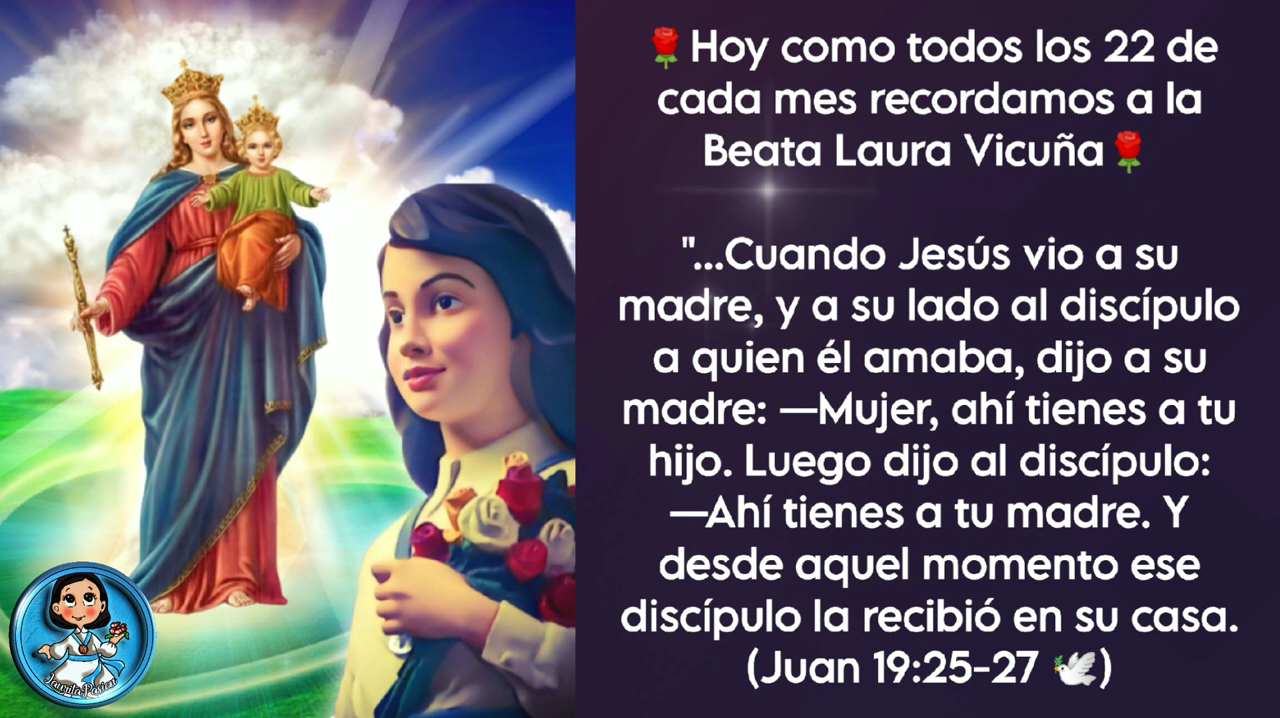 🌹Hoy como todos los 22 de
cada mes recordamos a la
Beata Laura Vicuña🌹
"...Cuando Jesús vio a su
madre, y a su lado al discípulo
a quien él amaba, dijo a su
madre: —Mujer, ahí tienes a tu
hijo. Luego dijo al discípulo:
—Ahí tienes a tu madre. Y
desde aquel momento ese
discípulo la recibió en su casa.
(Juan 19:25-27 🕊️)